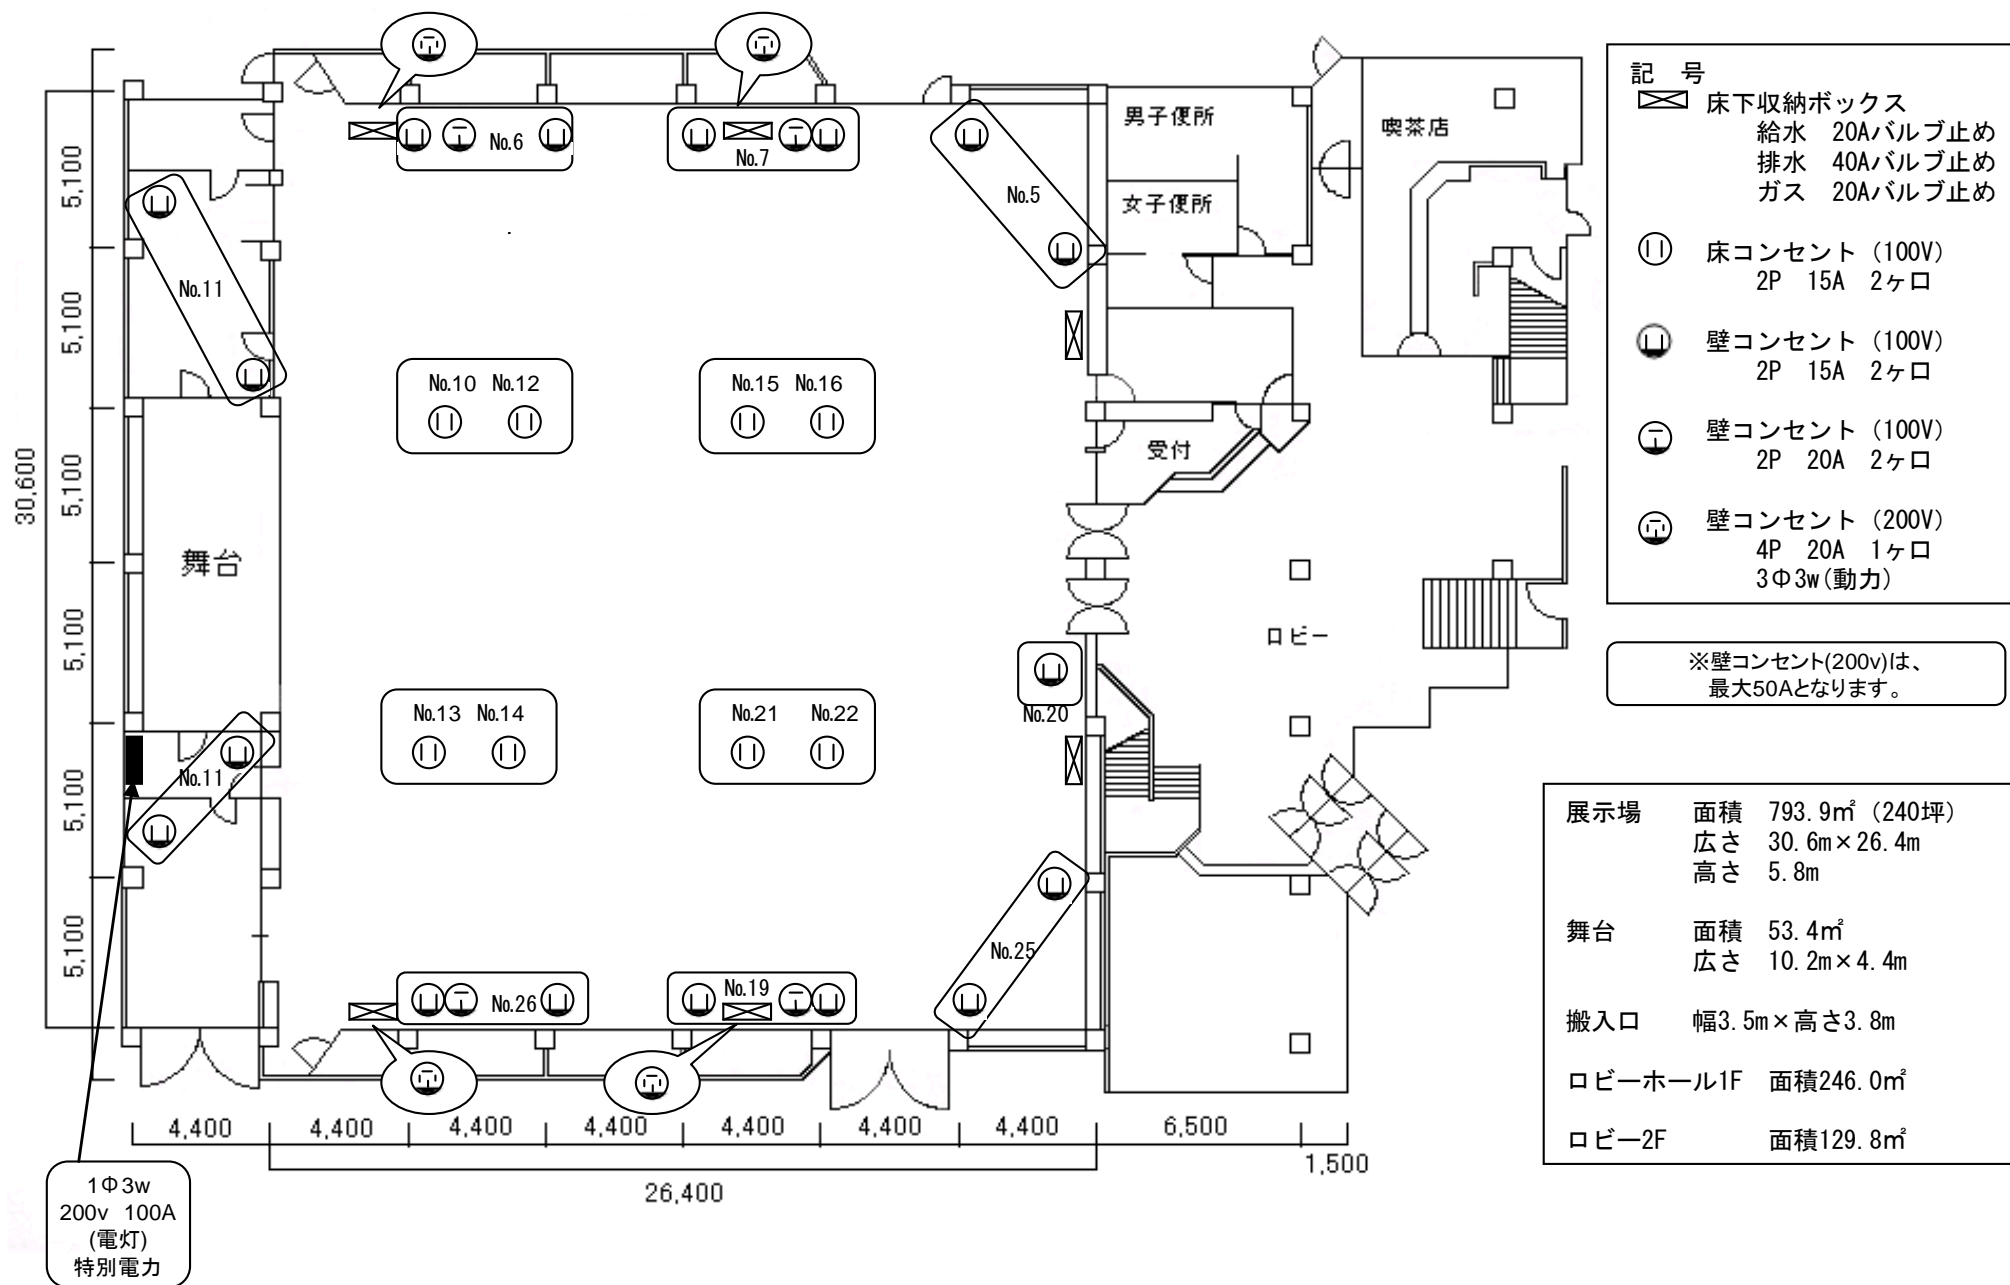 No.6
No.7
No.5
男子便所
女子便所
喫茶店
No.11
No.10 No.12
No.15 No.16
受付
舞台
ロビー
No.13 No.14
No.21 No.22
No.20
No.11
No.25
No.26
No.19
30,600
5,100
5,100
5,100
5,100
5,100
5,100
4,400
4,400
4,400
4,400
4,400
4,400
4,400
6,500
1,500
26,400
1Φ3w
200v 100A
(電灯)
特別電力
記 号
床下収納ボックス
給水 20Aバルブ止め
排水 40Aバルブ止め
ガス 20Aバルブ止め
床コンセント (100V)
2P 15A 2ヶロ
壁コンセント (100V)
2P 15A 2ヶロ
壁コンセント (100V)
2P 20A 2ヶロ
壁コンセント (200V)
4P 20A 1ヶロ
3Φ3w(動力)
※壁コンセント(200v)は、
最大50Aとなります。
展示場 面積 793.9㎡ (240坪)
広さ 30.6m×26.4m
高さ 5.8m
舞台 面積 53.4㎡
広さ 10.2m×4.4m
搬入口 幅3.5m×高さ3.8m
ロビーホール1F 面積246.0㎡
ロビー2F 面積129.8㎡